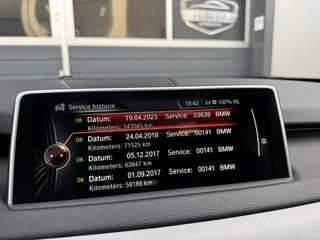 Service historie 19:42 100% NL
OK Datum: 19.04.2023 Service: 03639 BMW
Kilometers: 147045 km
OK Datum: 24.04.2018 Service: 00141 BMW
Kilometers: 71525 km
OK Datum: 05.12.2017 Service: 00141 BMW
Kilometers: 63847 km
OK Datum: 01.09.2017 Service: 00141 BMW
Kilometers: 58186 km